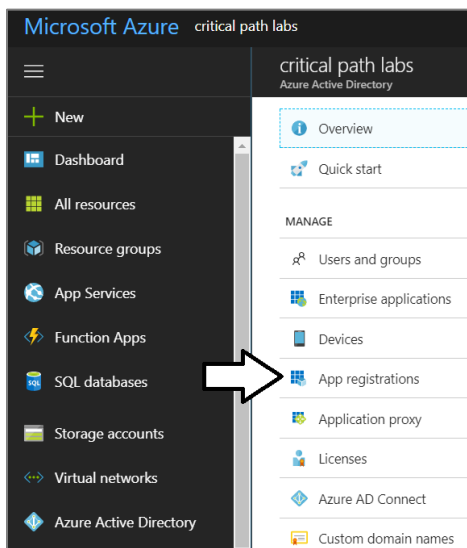 Microsoft Azure critical path labs
New
Dashboard
All resources
Resource groups
App Services
Function Apps
SQL databases
Storage accounts
Virtual networks
Azure Active Directory
critical path labs
Azure Active Directory
Overview
Quick start
MANAGE
Users and groups
Enterprise applications
Devices
App registrations
Application proxy
Licenses
Azure AD Connect
Custom domain names